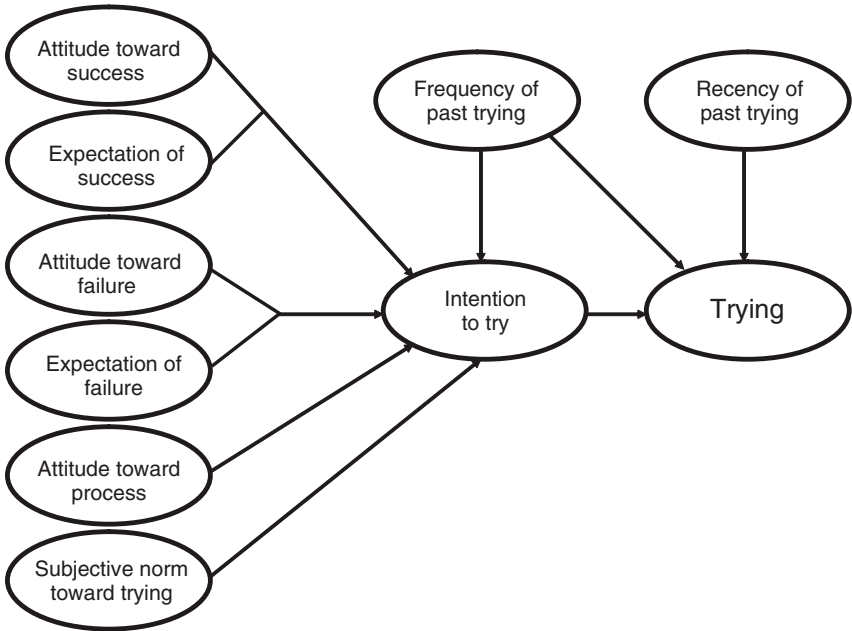 Attitude toward
success
Expectation of
success
Attitude toward
failure
Expectation of
failure
Attitude toward
process
Subjective norm
toward trying
Frequency of
past trying
Recency of
past trying
Intention
to try
Trying